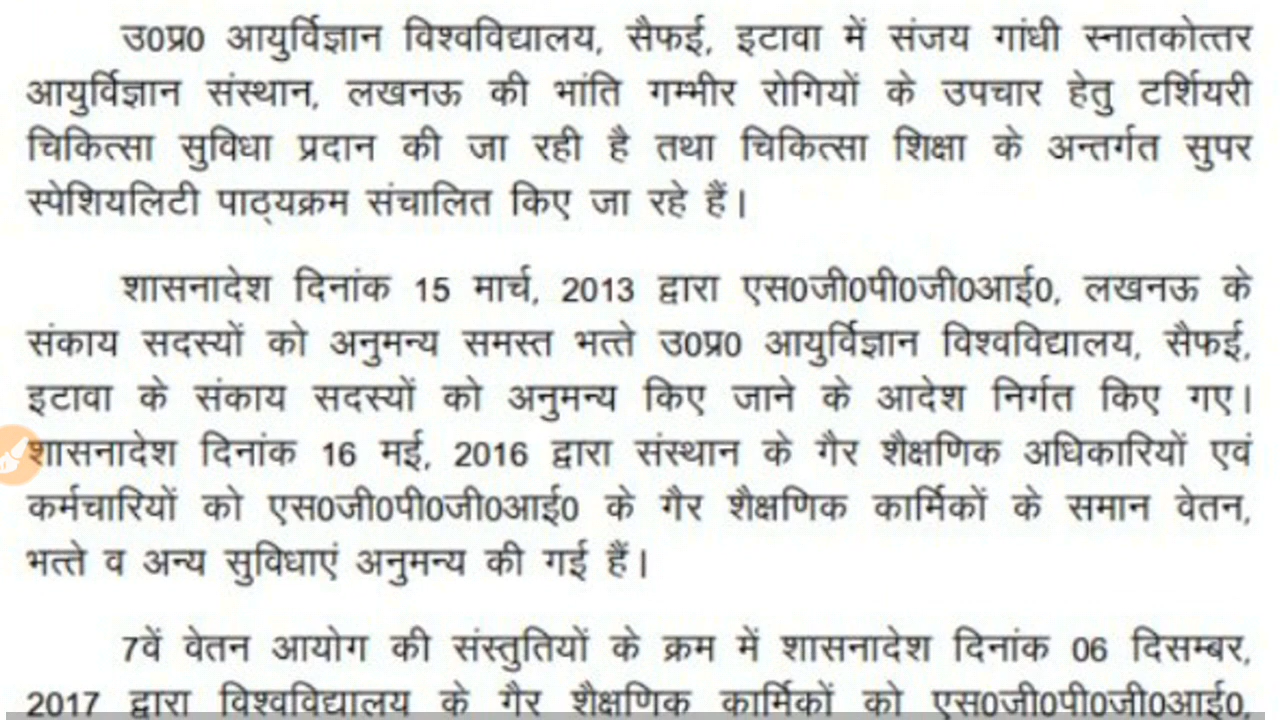 उ0प्र0 आयुर्विज्ञान विश्वविद्यालय, सैफई, इटावा में संजय गांधी स्नातकोत्तर
आयुर्विज्ञान संस्थान, लखनऊ की भांति गम्भीर रोगियों के उपचार हेतु टर्शियरी
चिकित्सा सुविधा प्रदान की जा रही है तथा चिकित्सा शिक्षा के अन्तर्गत सुपर
स्पेशियलिटी पाठ्यक्रम संचालित किए जा रहे हैं।
शासनादेश दिनांक 15 मार्च, 2013 द्वारा एस0जी0पी0जी0आई0, लखनऊ के
संकाय सदस्यों को अनुमन्य समस्त भत्ते उ0प्र0 आयुर्विज्ञान विश्वविद्यालय, सैफई,
इटावा के संकाय सदस्यों को अनुमन्य किए जाने के आदेश निर्गत किए गए।
शासनादेश दिनांक 16 मई, 2016 द्वारा संस्थान के गैर शैक्षणिक अधिकारियों एवं
कर्मचारियों को एस0जी0पी0जी0आई0 के गैर शैक्षणिक कार्मिकों के समान वेतन,
भत्ते व अन्य सुविधाएं अनुमन्य की गई हैं।
7वें वेतन आयोग की संस्तुतियों के क्रम में शासनादेश दिनांक 06 दिसम्बर,
2017 द्वारा विश्वविद्यालय के गैर शैक्षणिक कार्मिकों को एस0जी0पी0जी0आई0,